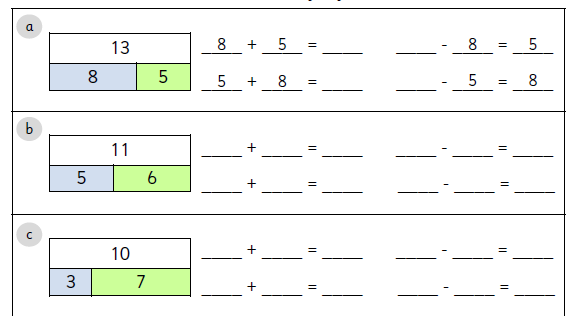 a
13
8 5
8 + 5 = ____ ____ - 8 = 5
5 + 8 = ____ ____ - 5 = 8
b
11
5 6
____ + ____ = ____ ____ - ____ = ____
____ + ____ = ____ ____ - ____ = ____
c
10
3 7
____ + ____ = ____ ____ - ____ = ____
____ + ____ = ____ ____ - ____ = ____